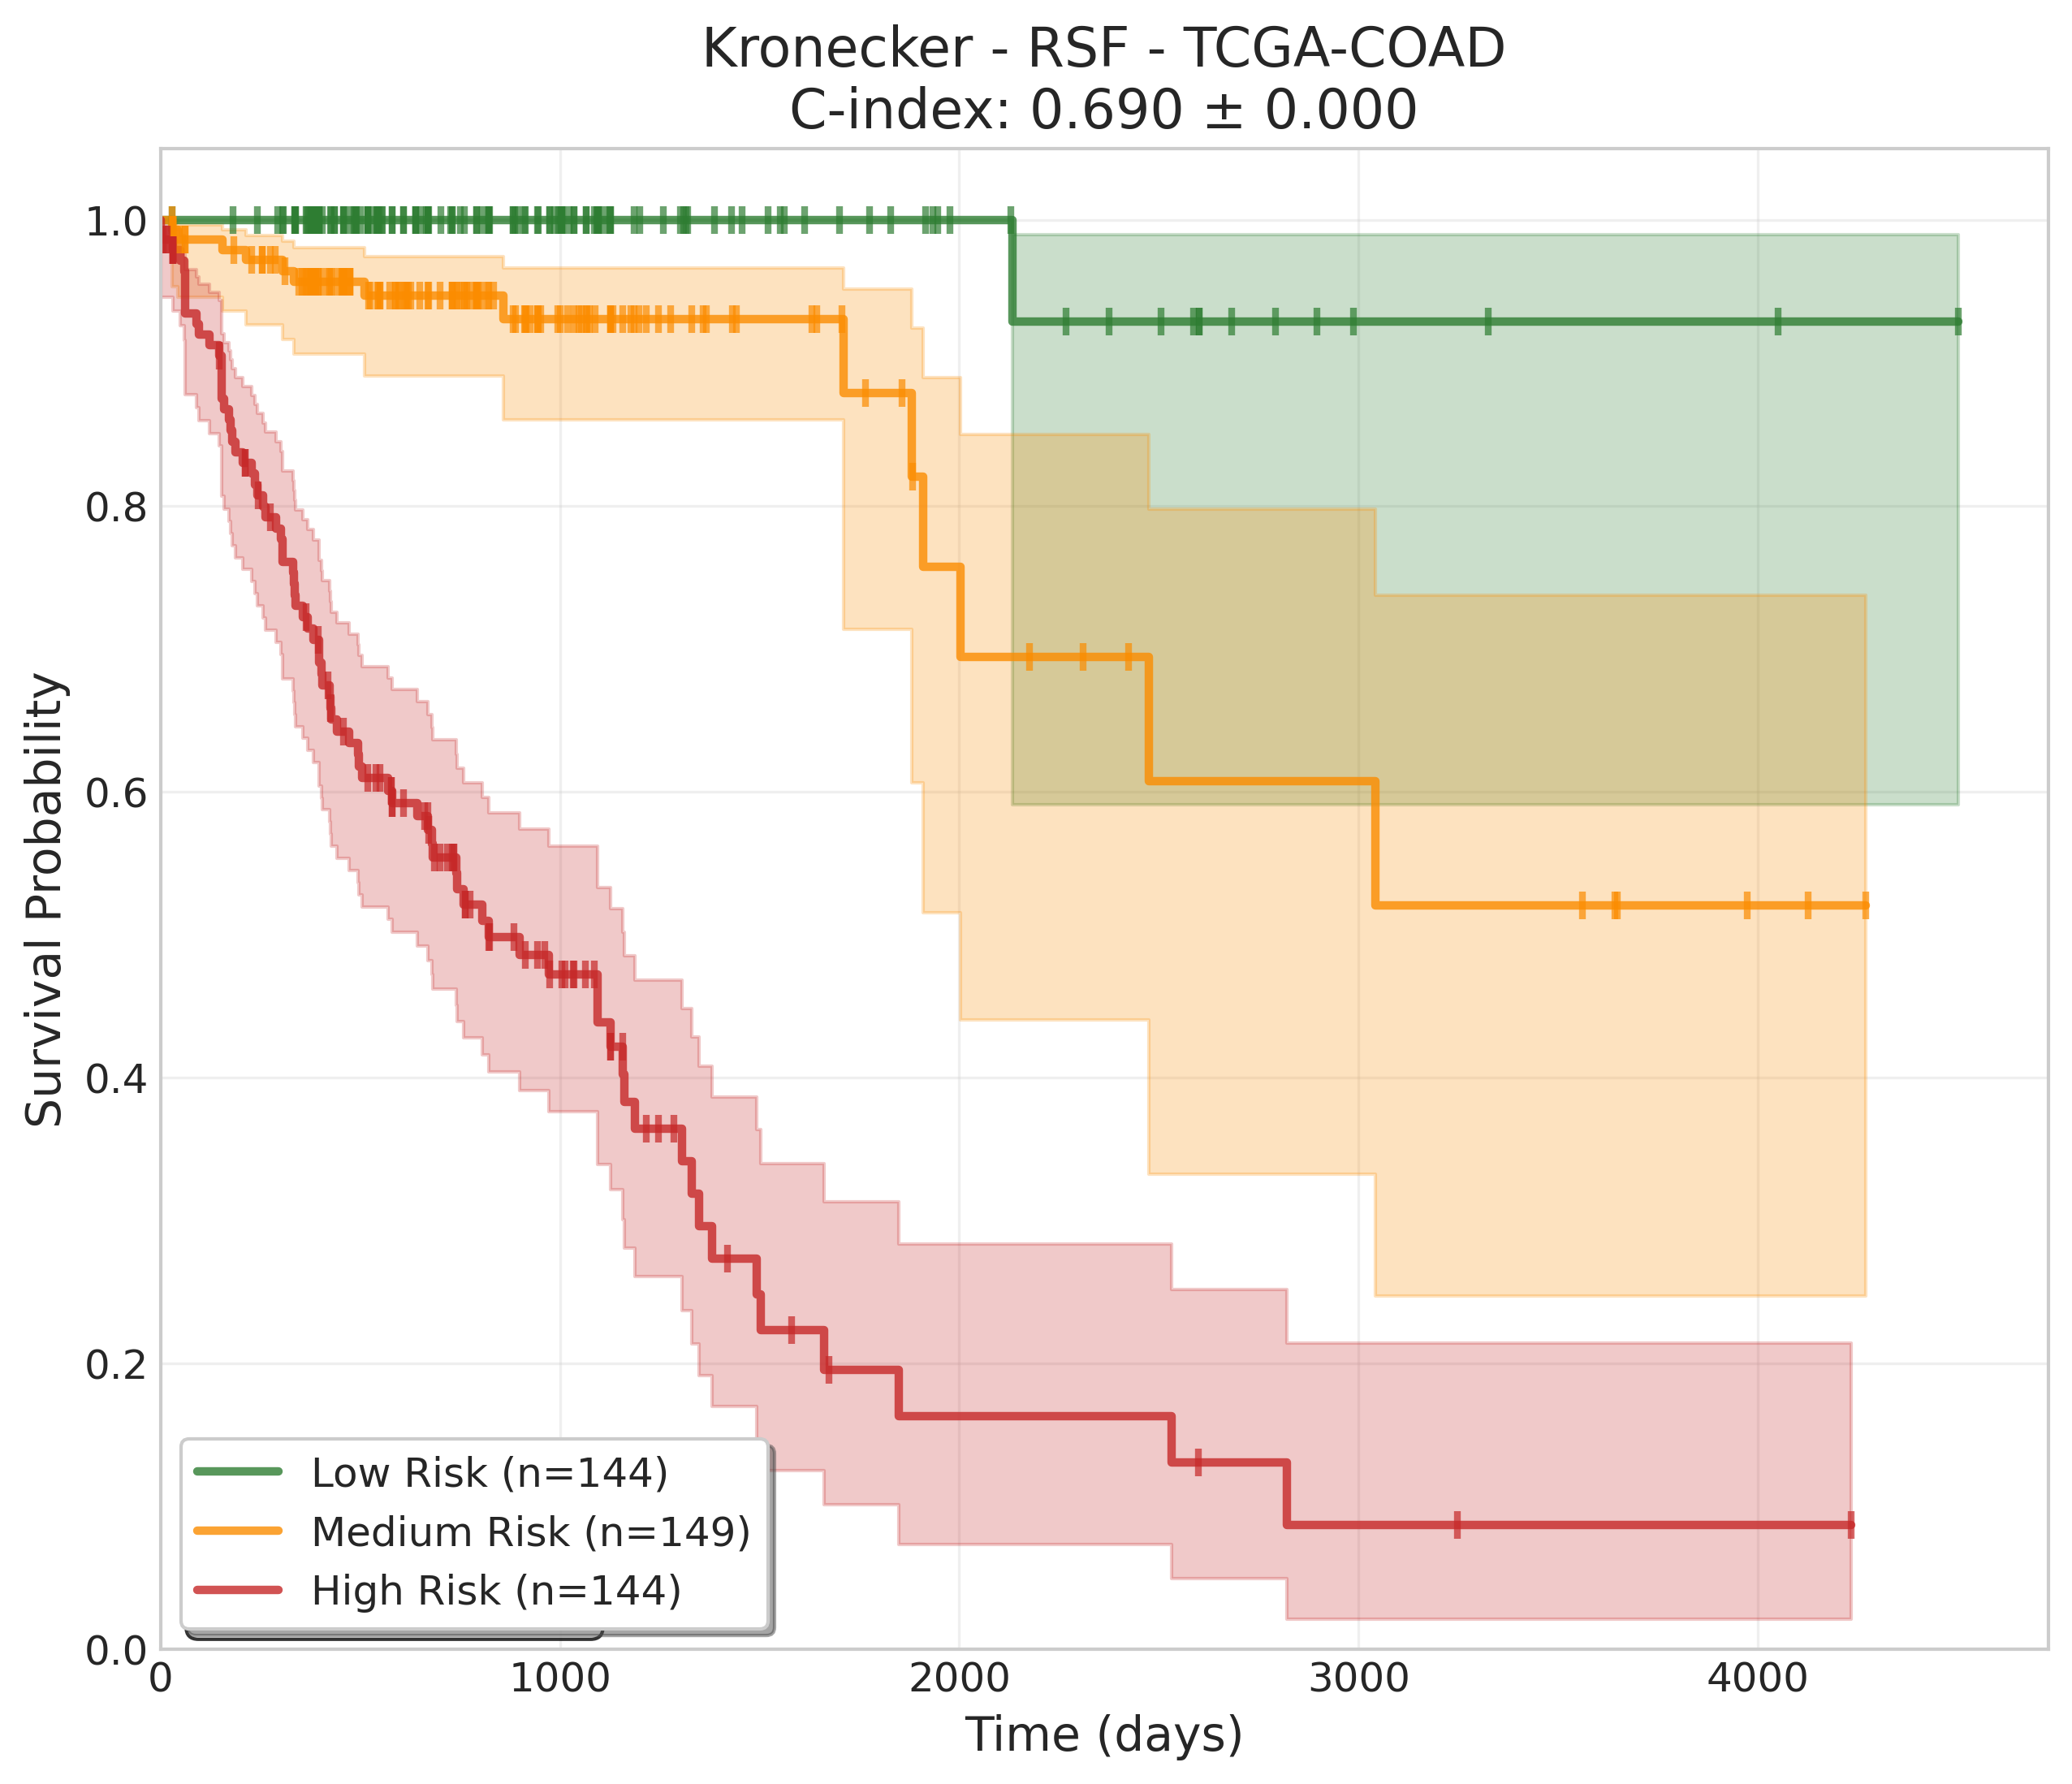 Kronecker - RSF - TCGA-COAD
C-index: 0.690 ± 0.000
Survival Probability
1.0
0.8
0.6
0.4
0.2
0.0
Low Risk (n=144)
Medium Risk (n=149)
High Risk (n=144)
0 1000 2000 3000 4000
Time (days)